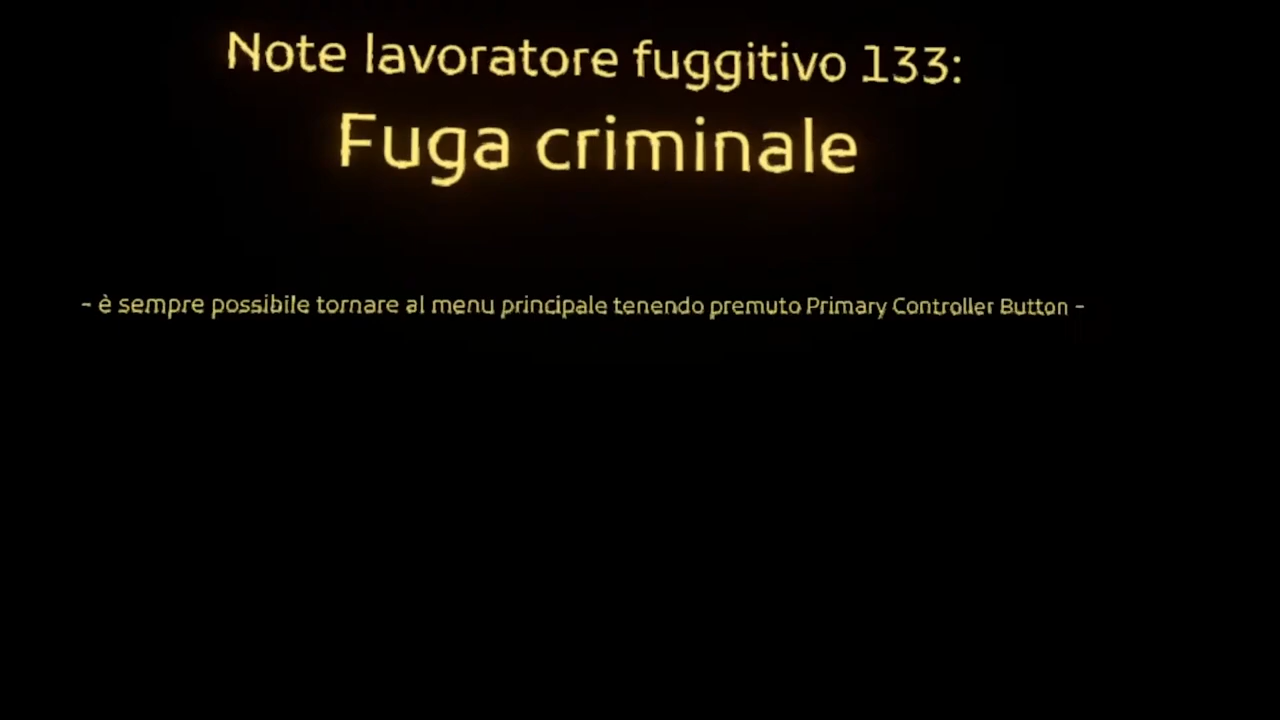 Note lavoratore fuggitivo 133:
Fuga criminale
- è sempre possibile tornare al menu principale tenendo premuto Primary Controller Button -